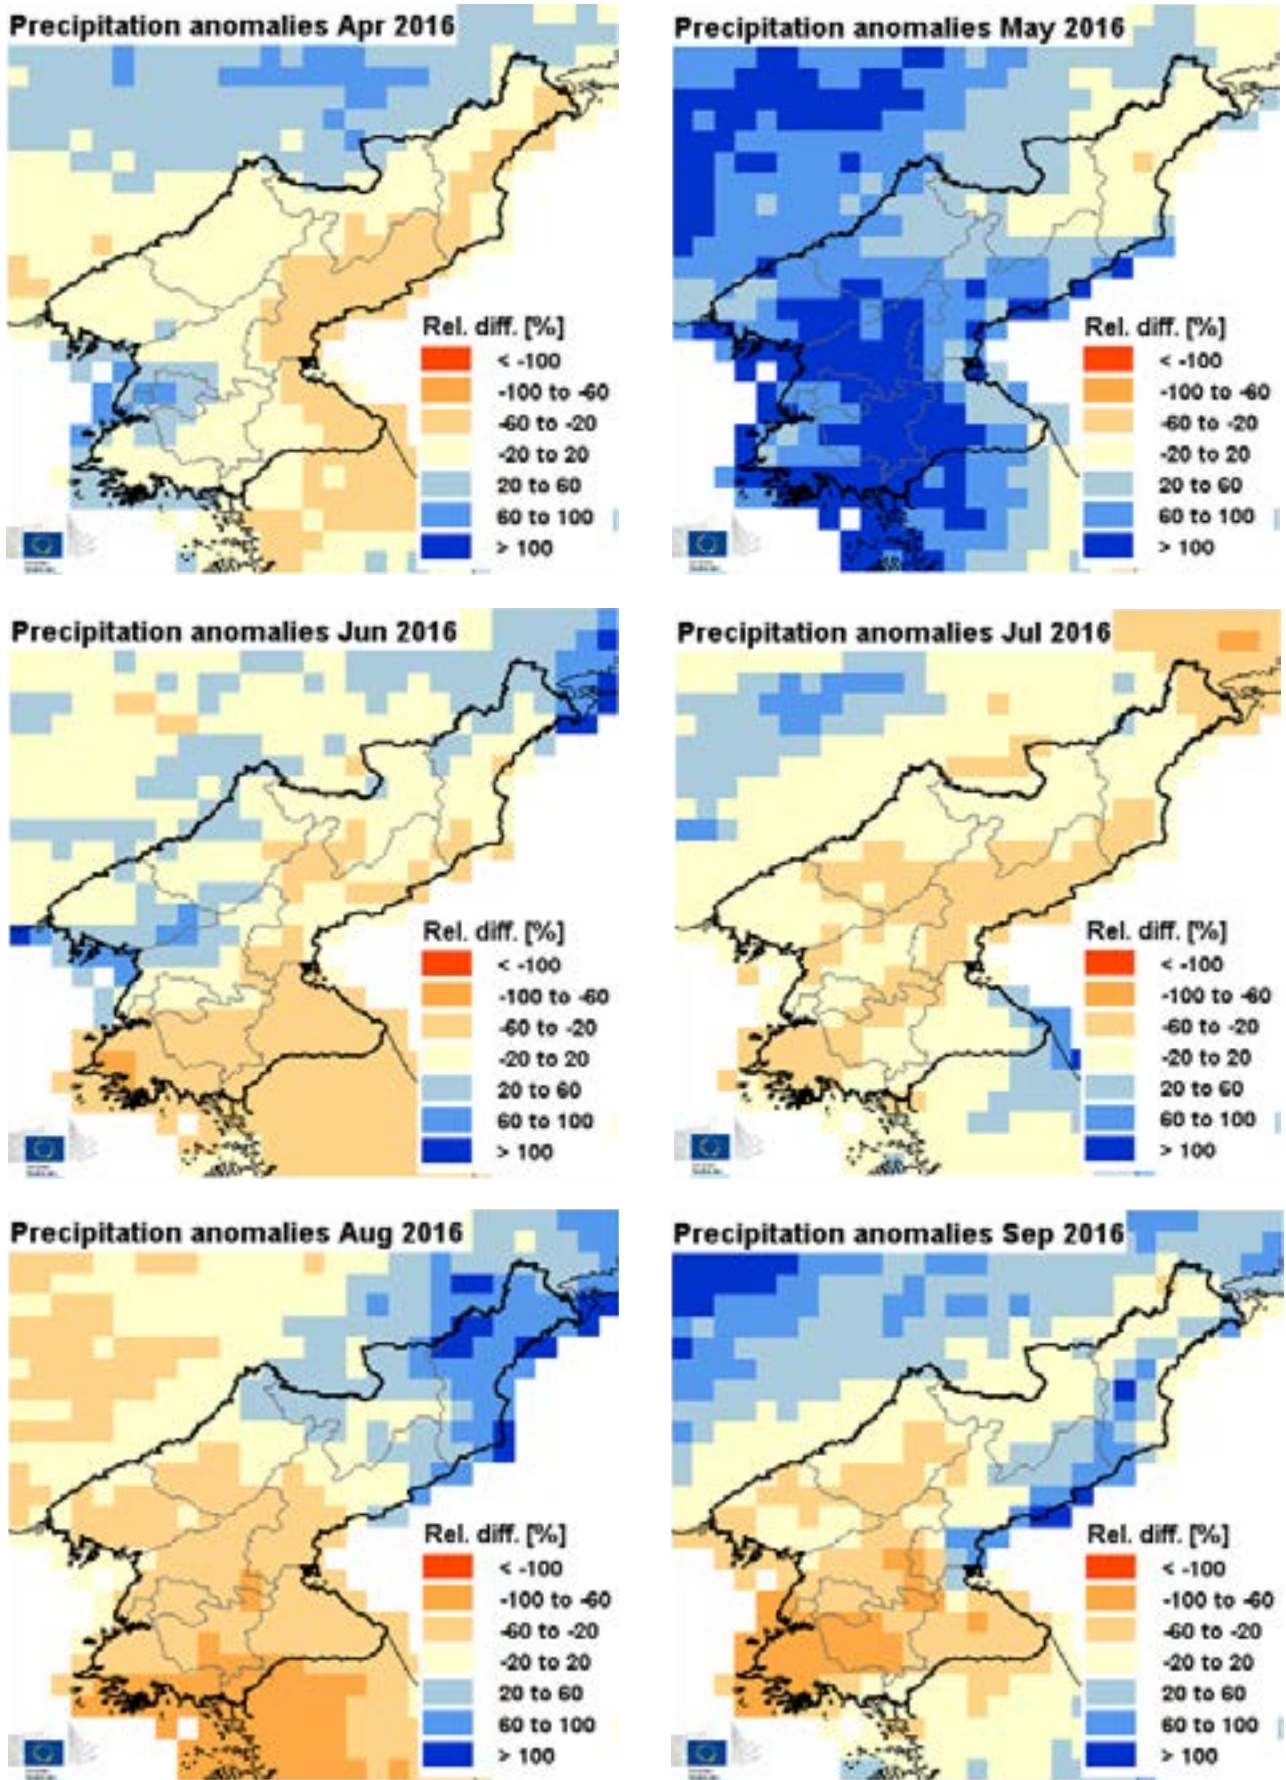 Precipitation anomalies Apr 2016
Rel. diff. [%]
< -100
-100 to -60
-60 to -20
-20 to 20
20 to 60
60 to 100
> 100
Precipitation anomalies May 2016
Rel. diff. [%]
< -100
-100 to -60
-60 to -20
-20 to 20
20 to 60
60 to 100
> 100
Precipitation anomalies Jun 2016
Rel. diff. [%]
< -100
-100 to -60
-60 to -20
-20 to 20
20 to 60
60 to 100
> 100
Precipitation anomalies Jul 2016
Rel. diff. [%]
< -100
-100 to -60
-60 to -20
-20 to 20
20 to 60
60 to 100
> 100
Precipitation anomalies Aug 2016
Rel. diff. [%]
< -100
-100 to -60
-60 to -20
-20 to 20
20 to 60
60 to 100
> 100
Precipitation anomalies Sep 2016
Rel. diff. [%]
< -100
-100 to -60
-60 to -20
-20 to 20
20 to 60
60 to 100
> 100